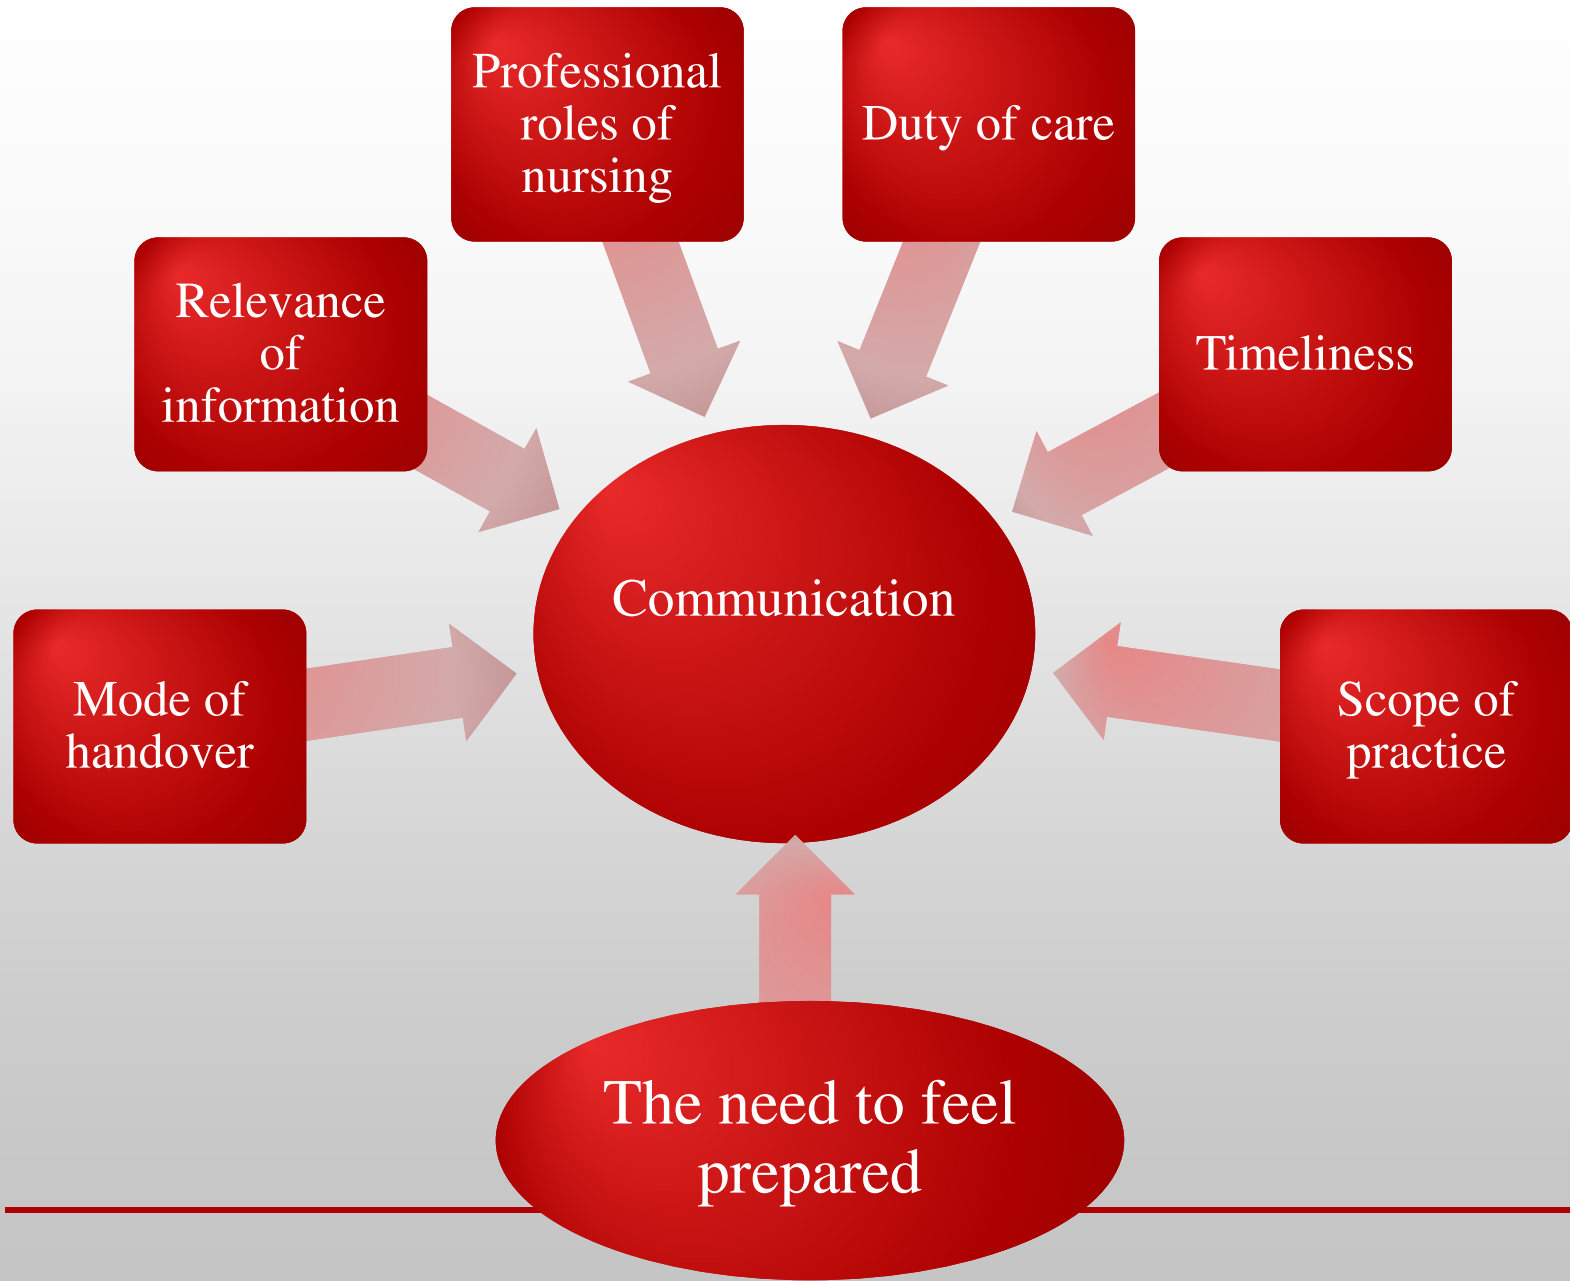 Professional
roles of
nursing
Duty of care
Relevance
of
information
Timeliness
Communication
Mode of
handover
Scope of
practice
The need to feel
prepared